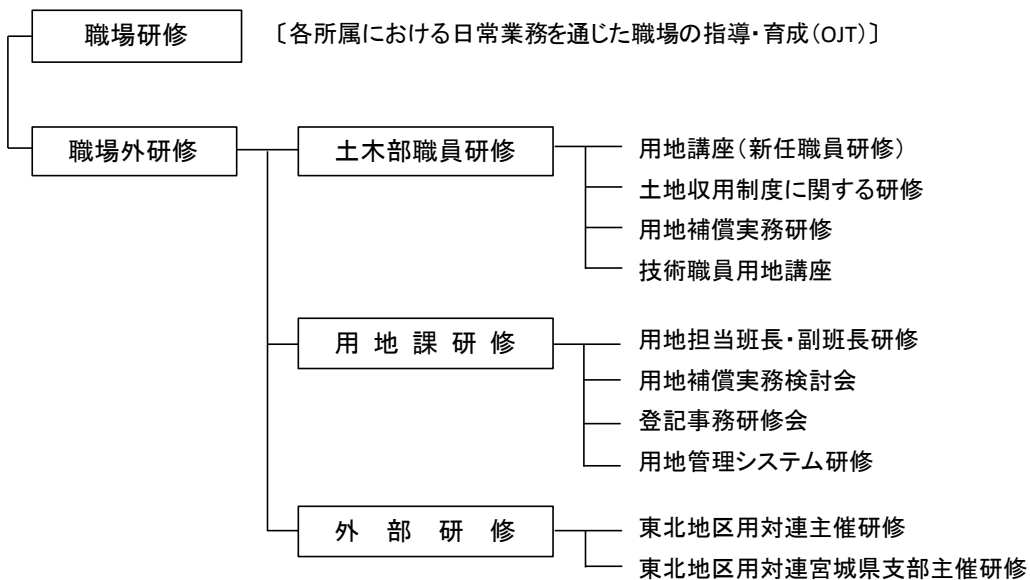 職場研修
〔各所属における日常業務を通じた職場の指導・育成(OJT)〕
職場外研修
土木部職員研修
用地講座(新任職員研修)
土地収用制度に関する研修
用地補償実務研修
技術職員用地講座
用地課研修
用地担当班長・副班長研修
用地補償実務検討会
登記事務研修会
用地管理システム研修
外部研修
東北地区用対連主催研修
東北地区用対連宮城県支部主催研修